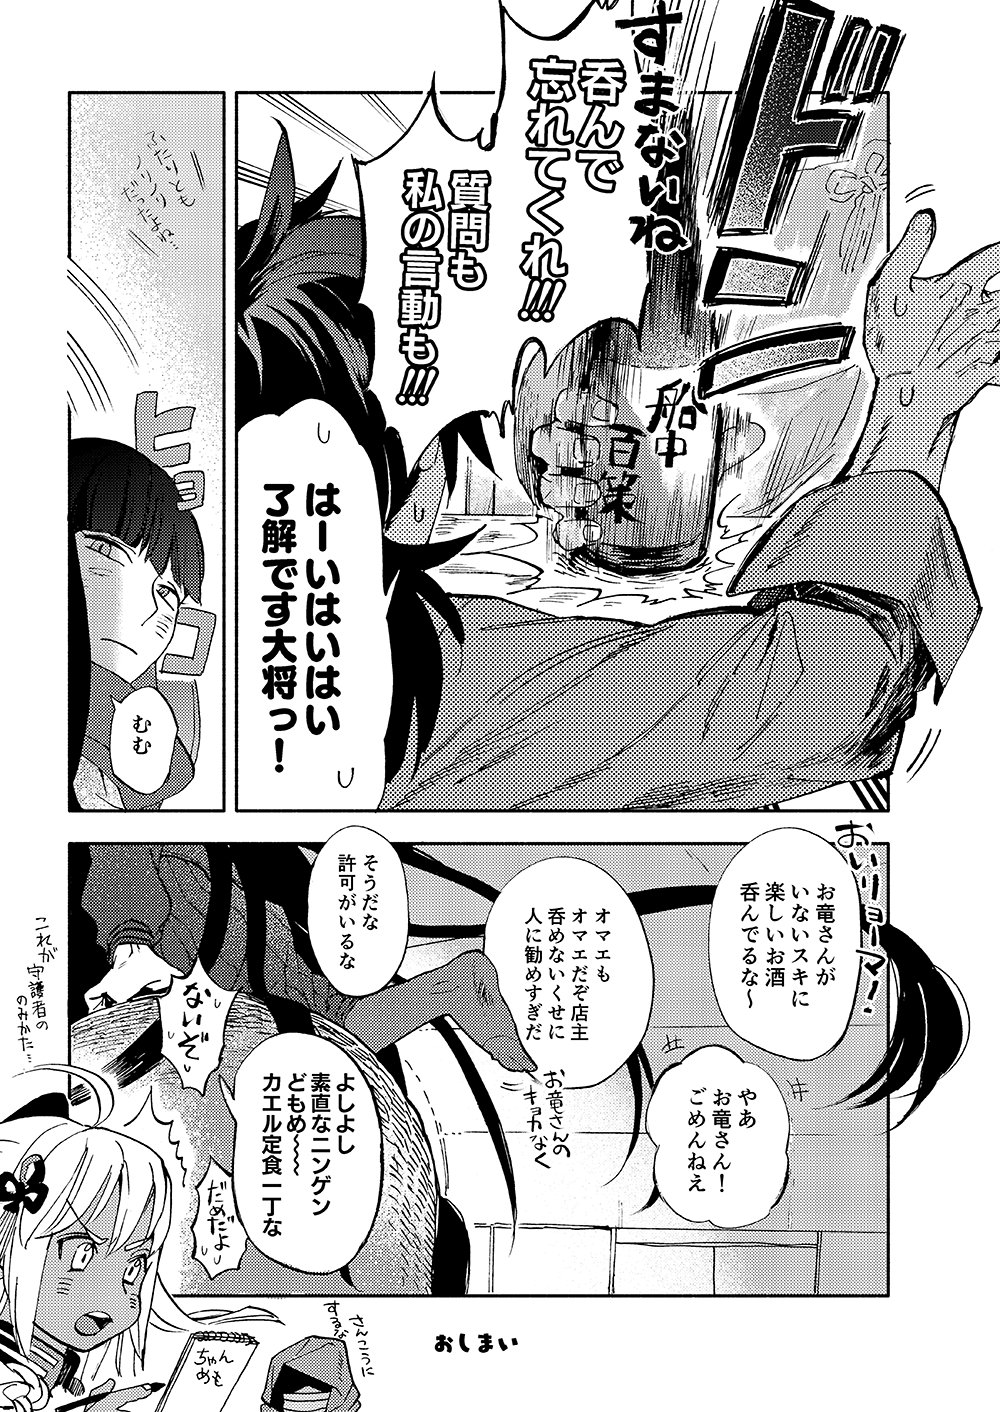 すまないね
呑んで
忘れてくれ!!!
質問も
私の言動も!!!
ドンッ
船中
百策
はーいはいはい
了解です大将っ！
ふたりとも
ヒョコ
むむ
おいリョーマ！
お竜さんが
いないスキに
楽しいお酒
呑んでるな～
やあ
お竜さん！
ごめんねえ
オマエも
オマエだぞ店主
呑めないくせに
人に勧めすぎだ
お竜さんの
キョカなく
そうだな
許可がいるな
ないぞ
よしよし
素直なニンゲン
どもめ～～
カエル定食一丁な
だめだよ
これが
守護者の
のみかた…
ちゃん
めも
さんこうに
するな
おしまい